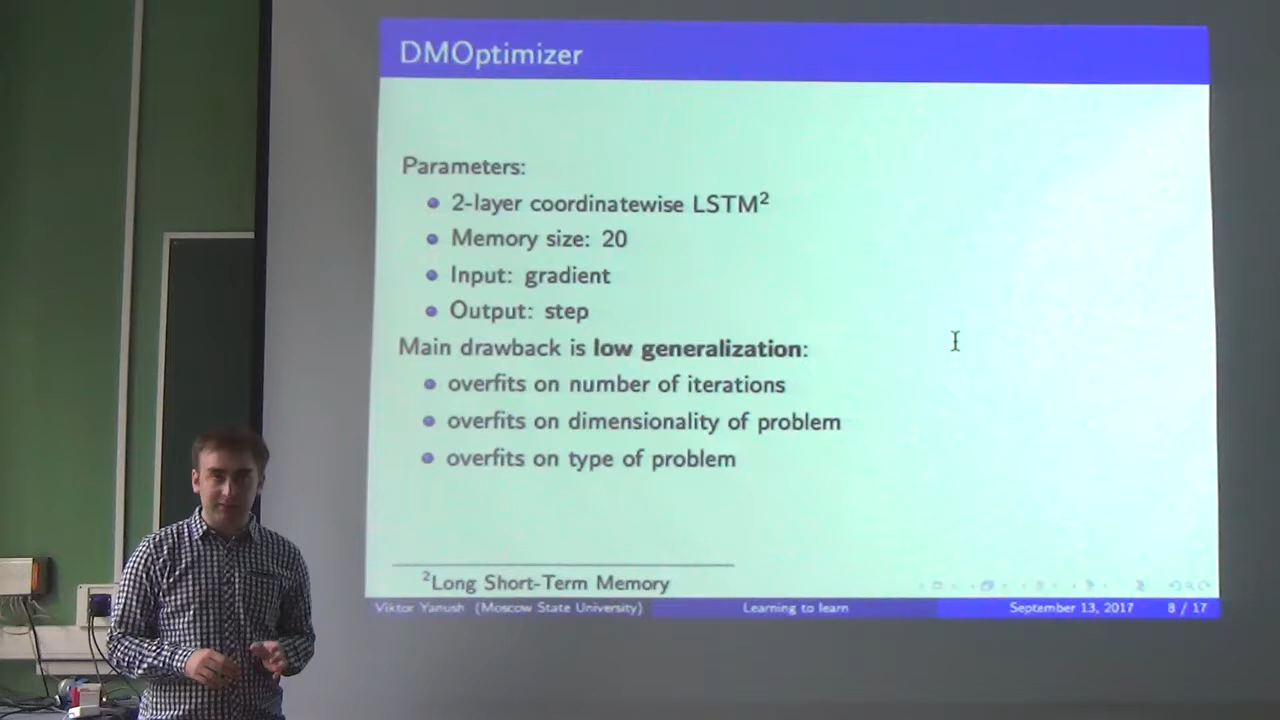 DMOptimizer
Parameters:
2-layer coordinatewise LSTM²
Memory size: 20
Input: gradient
Output: step
Main drawback is low generalization:
overfits on number of iterations
overfits on dimensionality of problem
overfits on type of problem
²Long Short-Term Memory
Viktor Yanush (Moscow State University) Learning to learn September 13, 2017 8 / 17